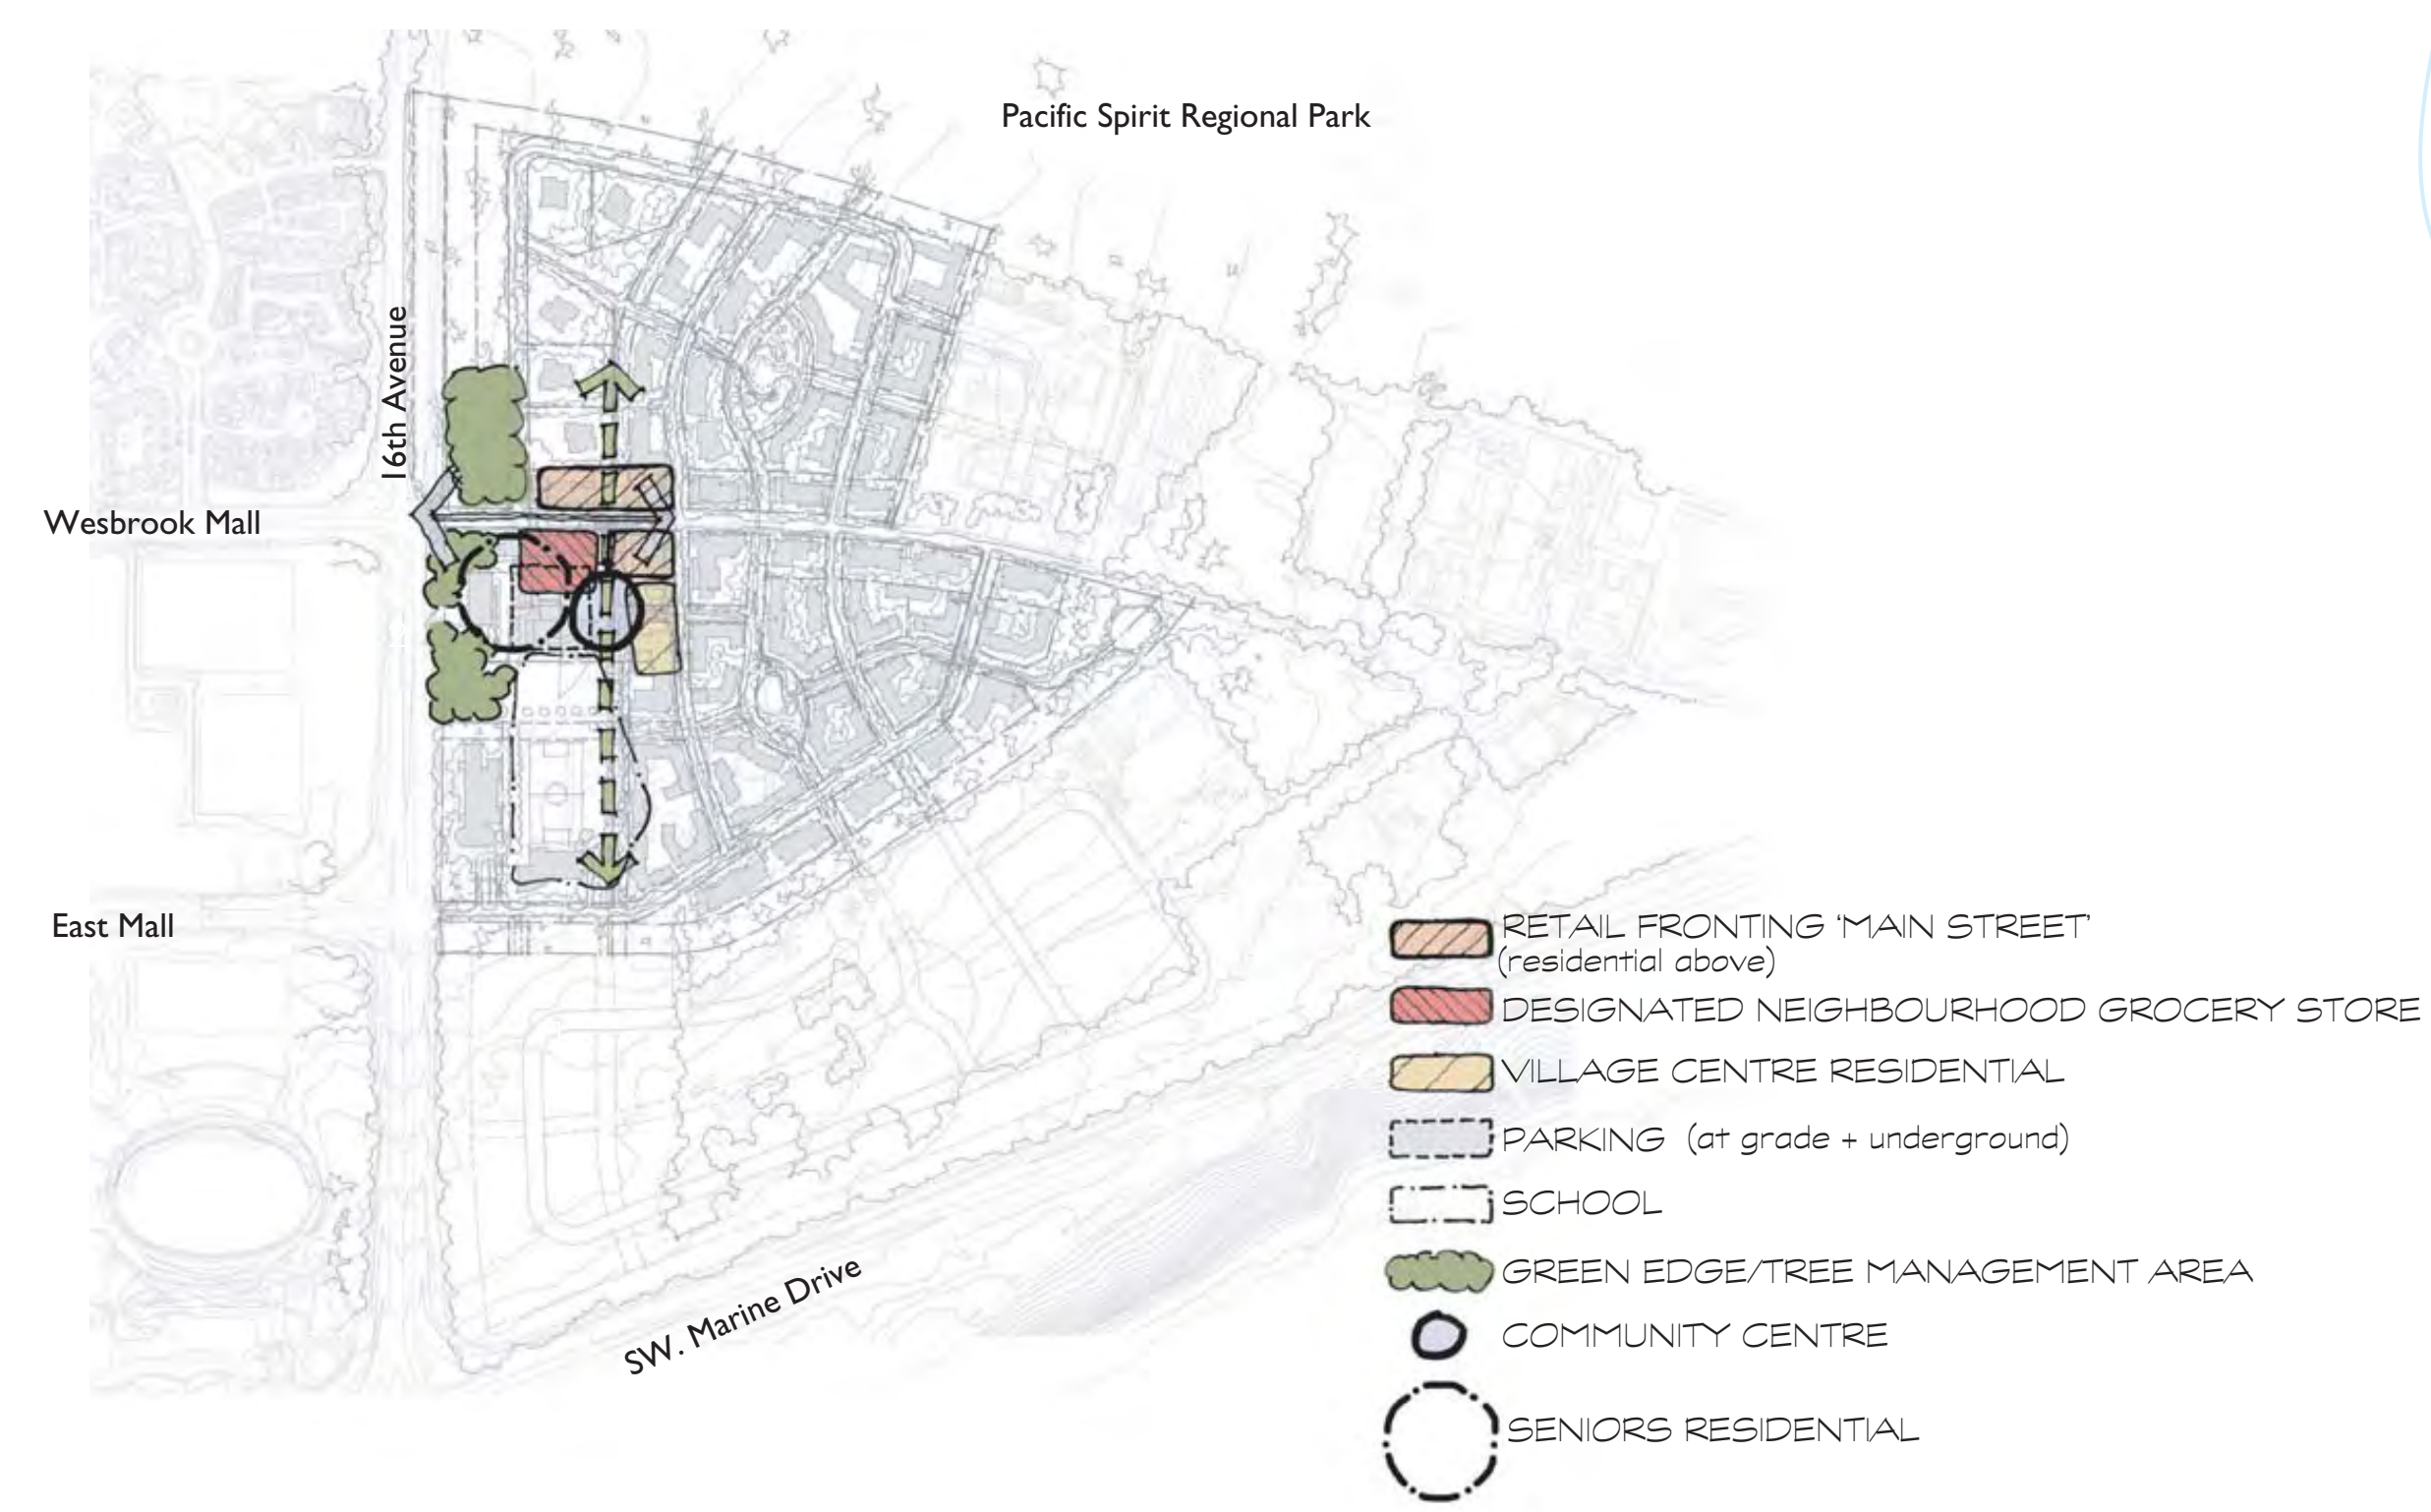 Pacific Spirit Regional Park
16th Avenue
Wesbrook Mall
East Mall
SW. Marine Drive
RETAIL FRONTING 'MAIN STREET'
(residential above)
DESIGNATED NEIGHBOURHOOD GROCERY STORE
VILLAGE CENTRE RESIDENTIAL
PARKING (at grade + underground)
SCHOOL
GREEN EDGE/TREE MANAGEMENT AREA
COMMUNITY CENTRE
SENIORS RESIDENTIAL